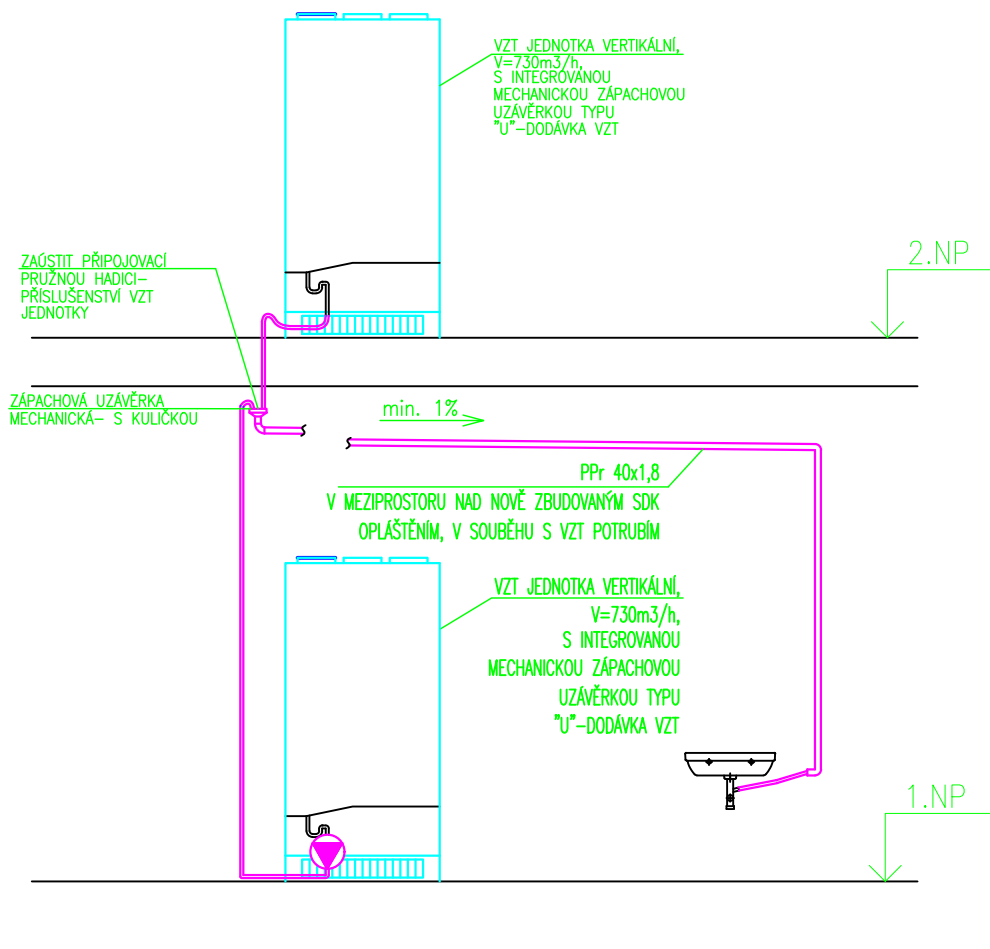 VZT JEDNOTKA VERTIKÁLNÍ,
V=730m3/h,
S INTEGROVANOU
MECHANICKOU ZÁPACHOVOU
UZÁVĚRKOU TYPU
"U"-DODÁVKA VZT
2.NP
ZAÚSTIT PŘIPOJOVACÍ
PRUŽNOU HADICI-
PŘÍSLUŠENSTVÍ VZT
JEDNOTKY
ZÁPACHOVÁ UZÁVĚRKA
MECHANICKÁ- S KULIČKOU
min. 1%
PPr 40x1,8
V MEZIPROSTORU NAD NOVĚ ZBUDOVANÝM SDK
OPLÁŠTĚNÍM, V SOUBĚHU S VZT POTRUBÍM
VZT JEDNOTKA VERTIKÁLNÍ,
V=730m3/h,
S INTEGROVANOU
MECHANICKOU ZÁPACHOVOU
UZÁVĚRKOU TYPU
"U"-DODÁVKA VZT
1.NP